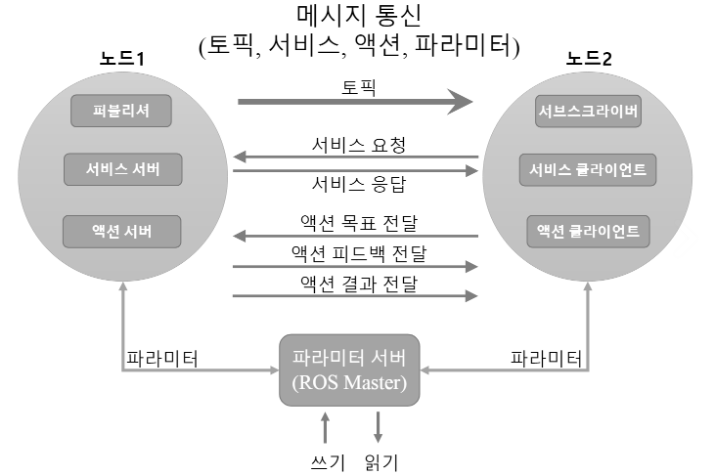 메시지 통신
(토픽, 서비스, 액션, 파라미터)
노드1
노드2
퍼블리셔
토픽
서브스크라이버
서비스 서버
서비스 요청
서비스 응답
서비스 클라이언트
액션 서버
액션 목표 전달
액션 피드백 전달
액션 결과 전달
액션 클라이언트
파라미터
파라미터 서버
(ROS Master)
파라미터
쓰기 읽기